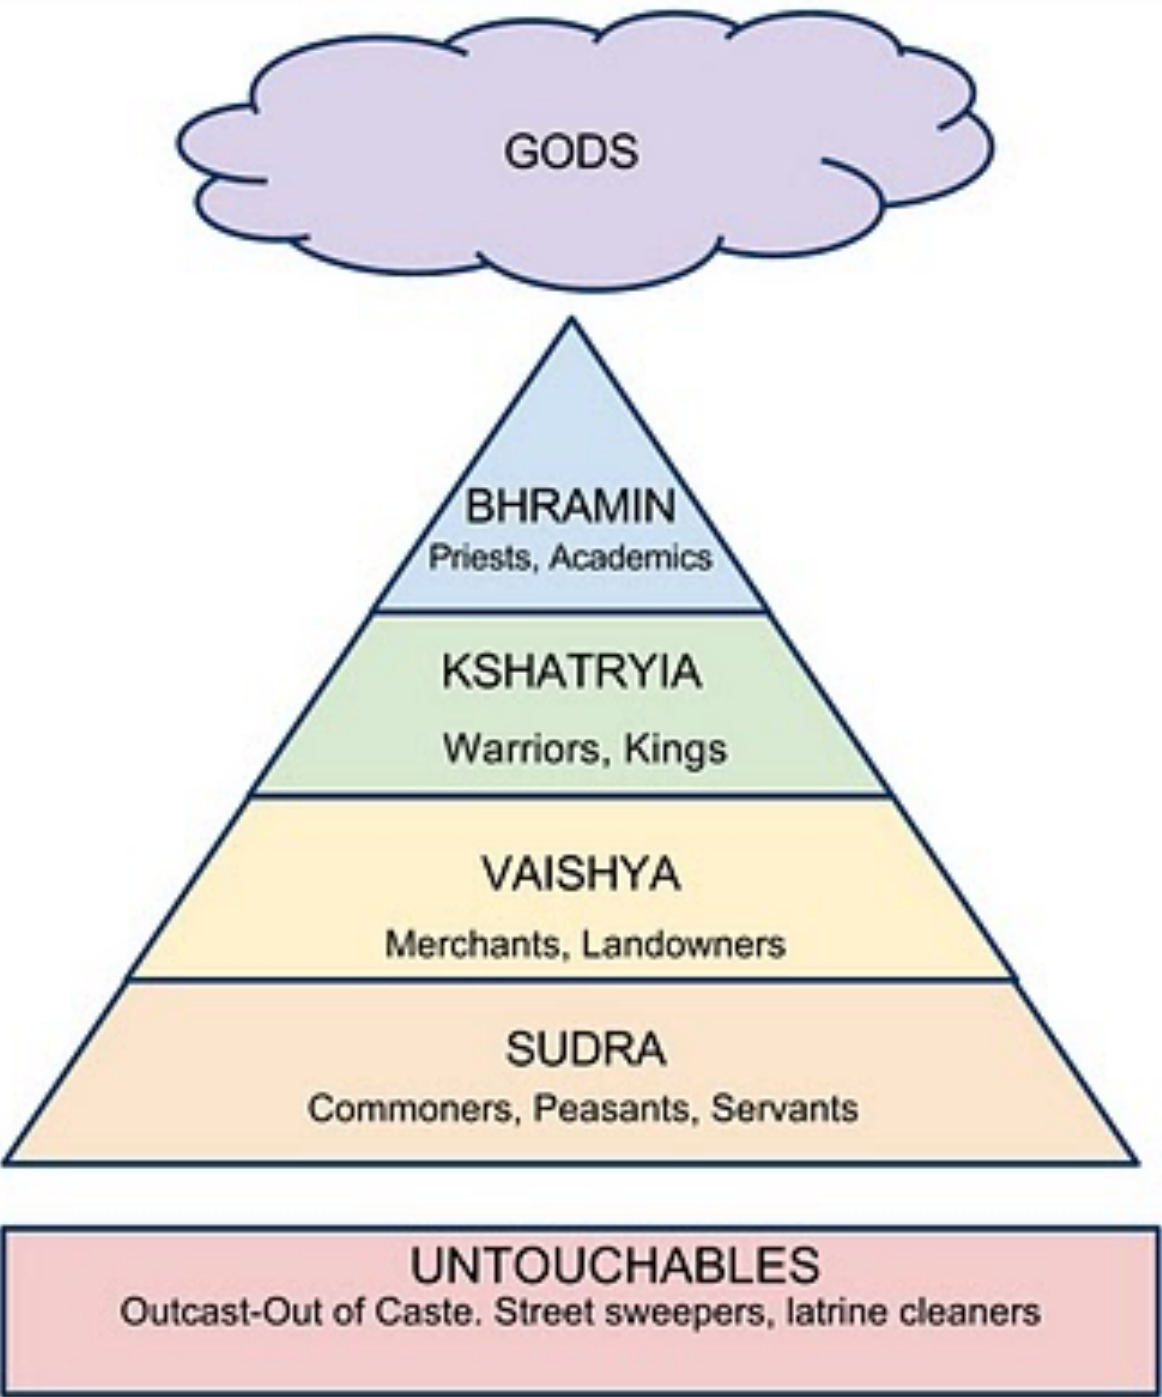 GODS
BHRAMIN
Priests, Academics
KSHATRYIA
Warriors, Kings
VAISHYA
Merchants, Landowners
SUDRA
Commoners, Peasants, Servants
UNTOUCHABLES
Outcast-Out of Caste. Street sweepers, latrine cleaners